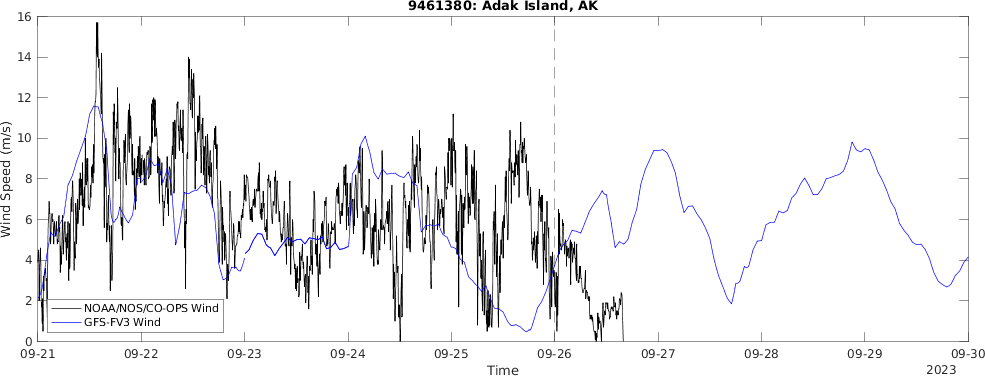 9461380: Adak Island, AK
Wind Speed (m/s)
16
14
12
10
8
6
4
2
0
NOAA/NOS/CO-OPS Wind
GFS-FV3 Wind
09-21 09-22 09-23 09-24 09-25 09-26 09-27 09-28 09-29 09-30
Time
2023